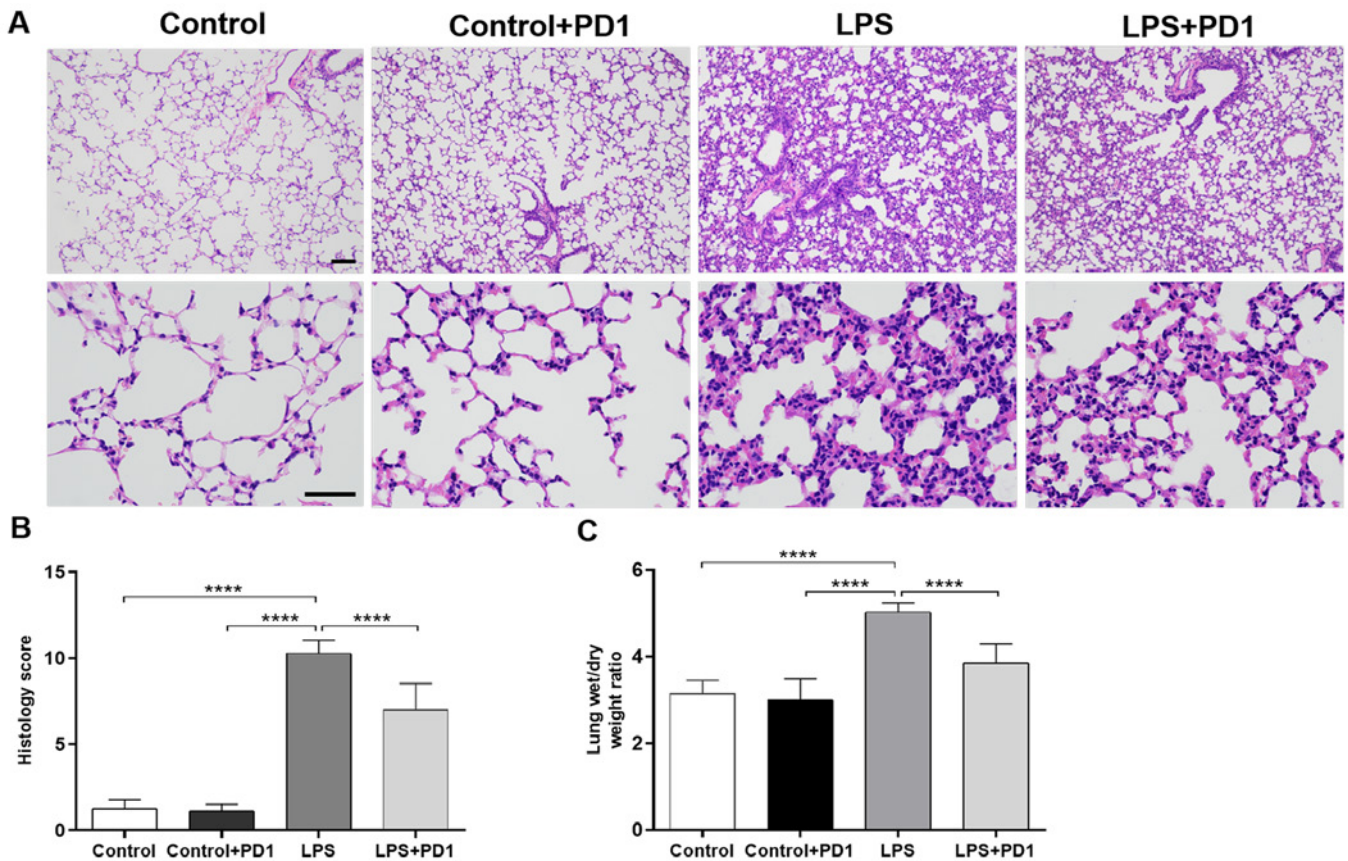 A
Control
Control+PD1
LPS
LPS+PD1
B
Histology score
15
10
5
0
****
****
****
Control
Control+PD1
LPS
LPS+PD1
C
Lung wet/dry
weight ratio
6
4
2
0
****
****
****
Control
Control+PD1
LPS
LPS+PD1